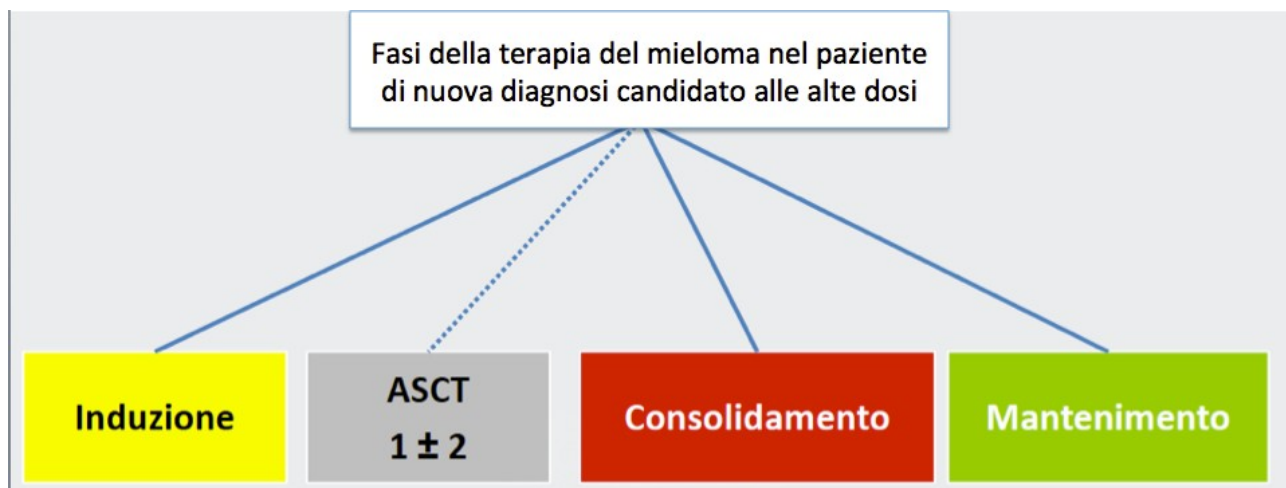 Fasi della terapia del mieloma nel paziente
di nuova diagnosi candidato alle alte dosi
Induzione
ASCT
1 ± 2
Consolidamento
Mantenimento